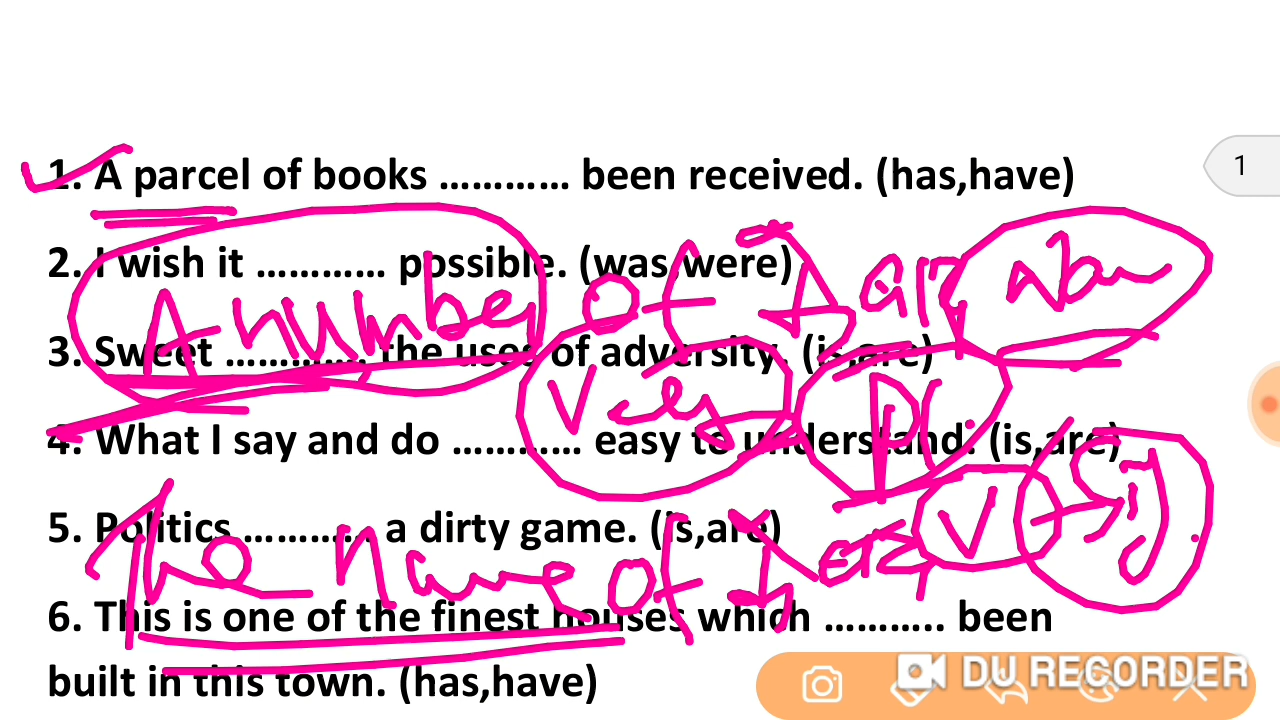 1. A parcel of books ............ been received. (has,have)
1
2. I wish it ............ possible. (was,were)
A number of
3. Sweet ............. the uses of adversity. (is,are)
Pl.
4. What I say and do ............ easy to understand. (is,are)
V
5. Politics ............ a dirty game. (is,are)
The name of
6. This is one of the finest houses which ........... been
built in this town. (has,have)
DU RECORDER